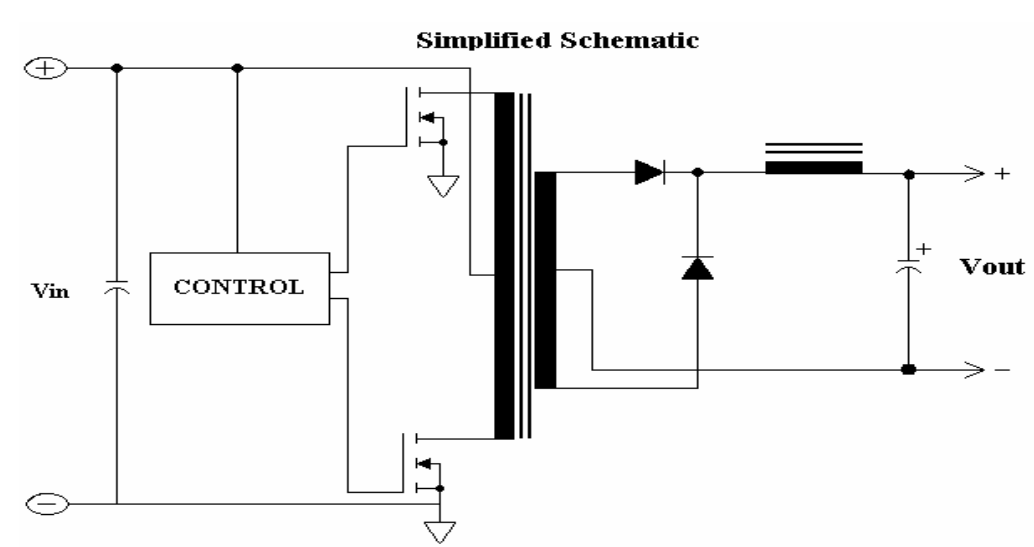 Simplified Schematic
+
+
CONTROL
Vin
+
Vout
−
−